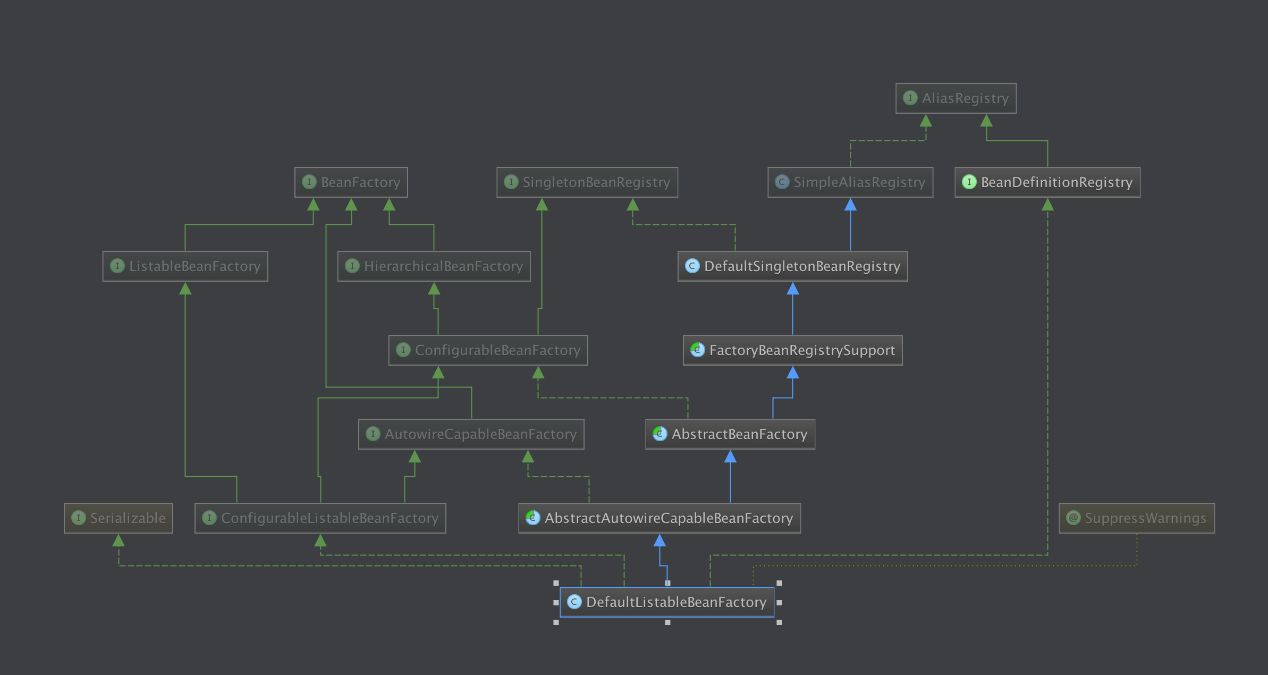 AliasRegistry
BeanFactory
SingletonBeanRegistry
SimpleAliasRegistry
BeanDefinitionRegistry
ListableBeanFactory
HierarchicalBeanFactory
DefaultSingletonBeanRegistry
ConfigurableBeanFactory
FactoryBeanRegistrySupport
AutowireCapableBeanFactory
AbstractBeanFactory
Serializable
ConfigurableListableBeanFactory
AbstractAutowireCapableBeanFactory
SuppressWarnings
DefaultListableBeanFactory